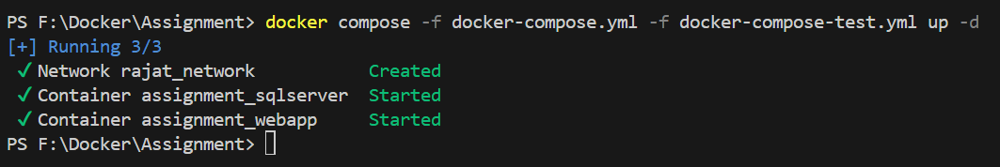 PS F:\Docker\Assignment> docker compose -f docker-compose.yml -f docker-compose-test.yml up -d
[+] Running 3/3
✓ Network rajat_network Created
✓ Container assignment_sqlserver Started
✓ Container assignment_webapp Started
PS F:\Docker\Assignment>